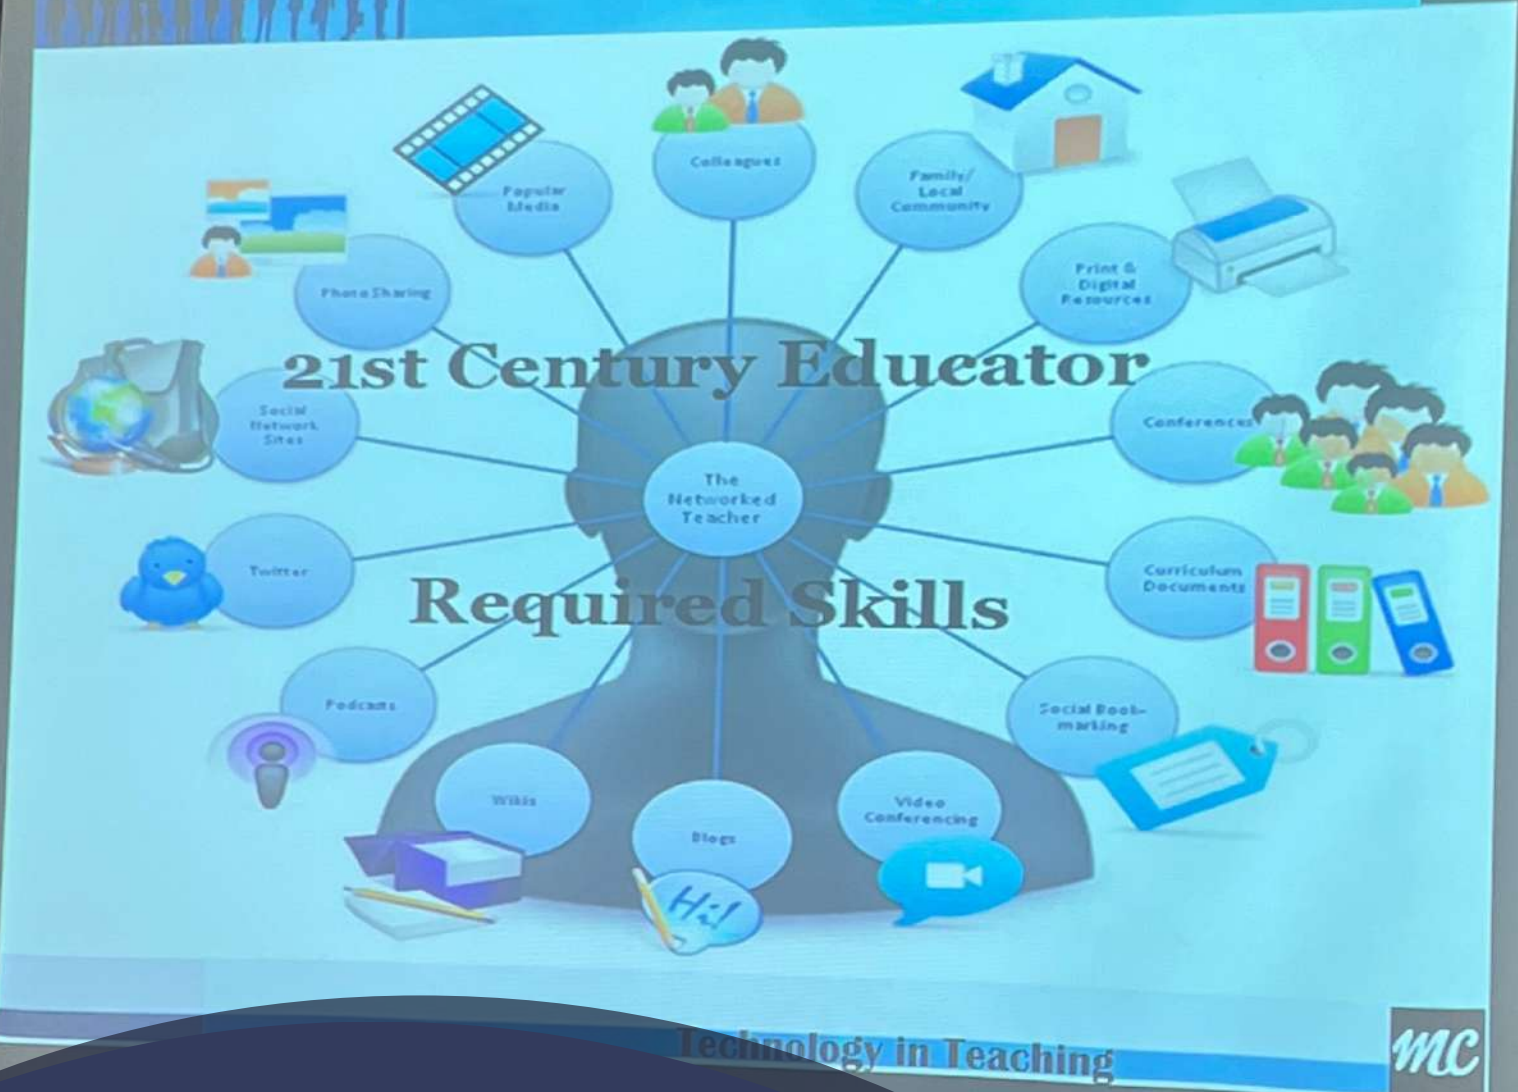 Colleagues
Popular
Media
Family/
Local
Community
Photo Sharing
Print &
Digital
Resources
21st Century Educator
Social
Network
Sites
Conferences
The
Networked
Teacher
Twitter
Curriculum
Documents
Required Skills
Podcasts
Social Book-
marking
Wikis
Video
Conferencing
Blogs
Hi!
Technology in Teaching
MC